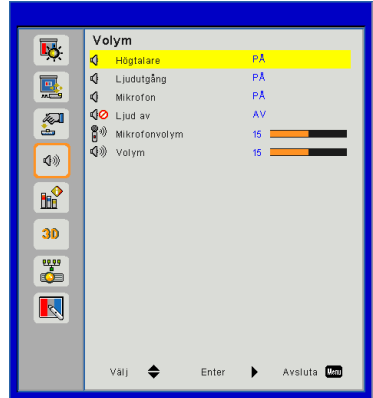 Volym
Högtalare PÅ
Ljudutgång PÅ
Mikrofon PÅ
Ljud av AV
Mikrofonvolym 15
Volym 15
3D
Välj Enter Avsluta Menu